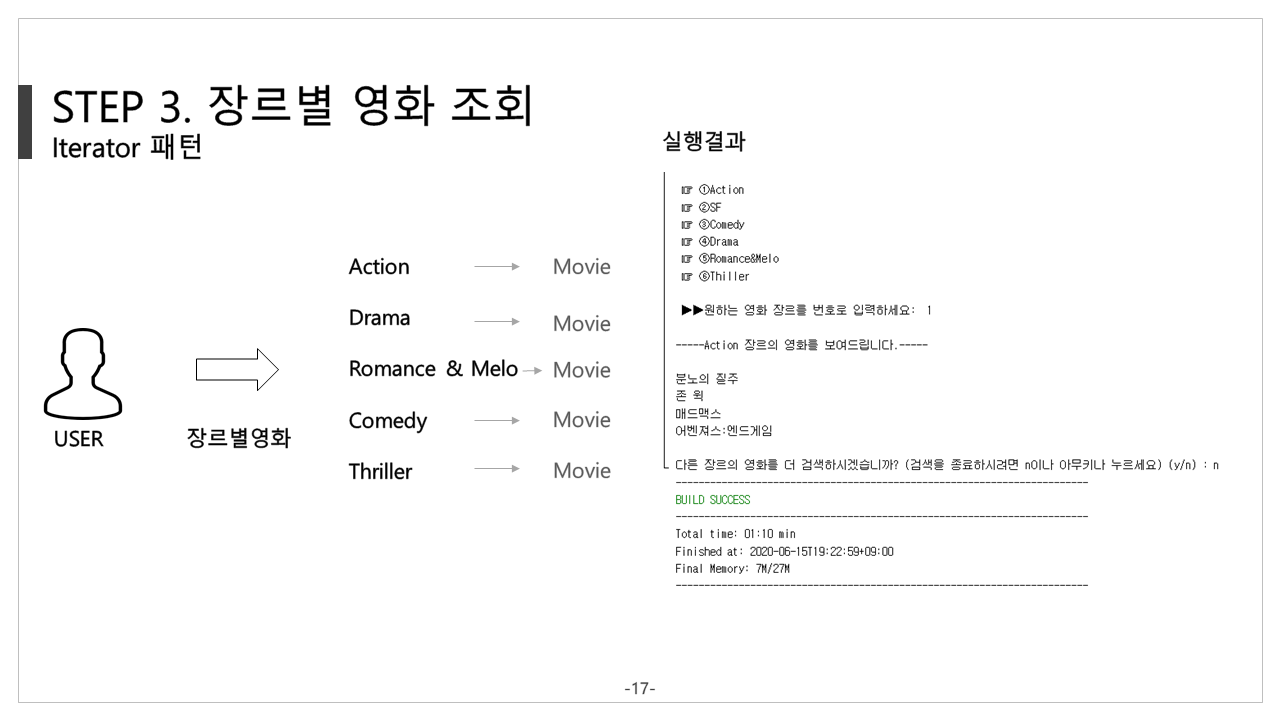 STEP 3. 장르별 영화 조회
Iterator 패턴
USER
장르별영화
Action
Movie
Drama
Movie
Romance & Melo
Movie
Comedy
Movie
Thriller
Movie
실행결과
☞ ①Action
☞ ②SF
☞ ③Comedy
☞ ④Drama
☞ ⑤Romance&Melo
☞ ⑥Thiller
▶▶원하는 영화 장르를 번호로 입력하세요: 1
-----Action 장르의 영화를 보여드립니다.-----
분노의 질주
존 윅
매드맥스
어벤져스:엔드게임
다른 장르의 영화를 더 검색하시겠습니까? (검색을 종료하시려면 n이나 아무키나 누르세요) (y/n) : n
------------------------------------------------------------------------
BUILD SUCCESS
------------------------------------------------------------------------
Total time: 01:10 min
Finished at: 2020-06-15T19:22:59+09:00
Final Memory: 7M/27M
------------------------------------------------------------------------
-17-